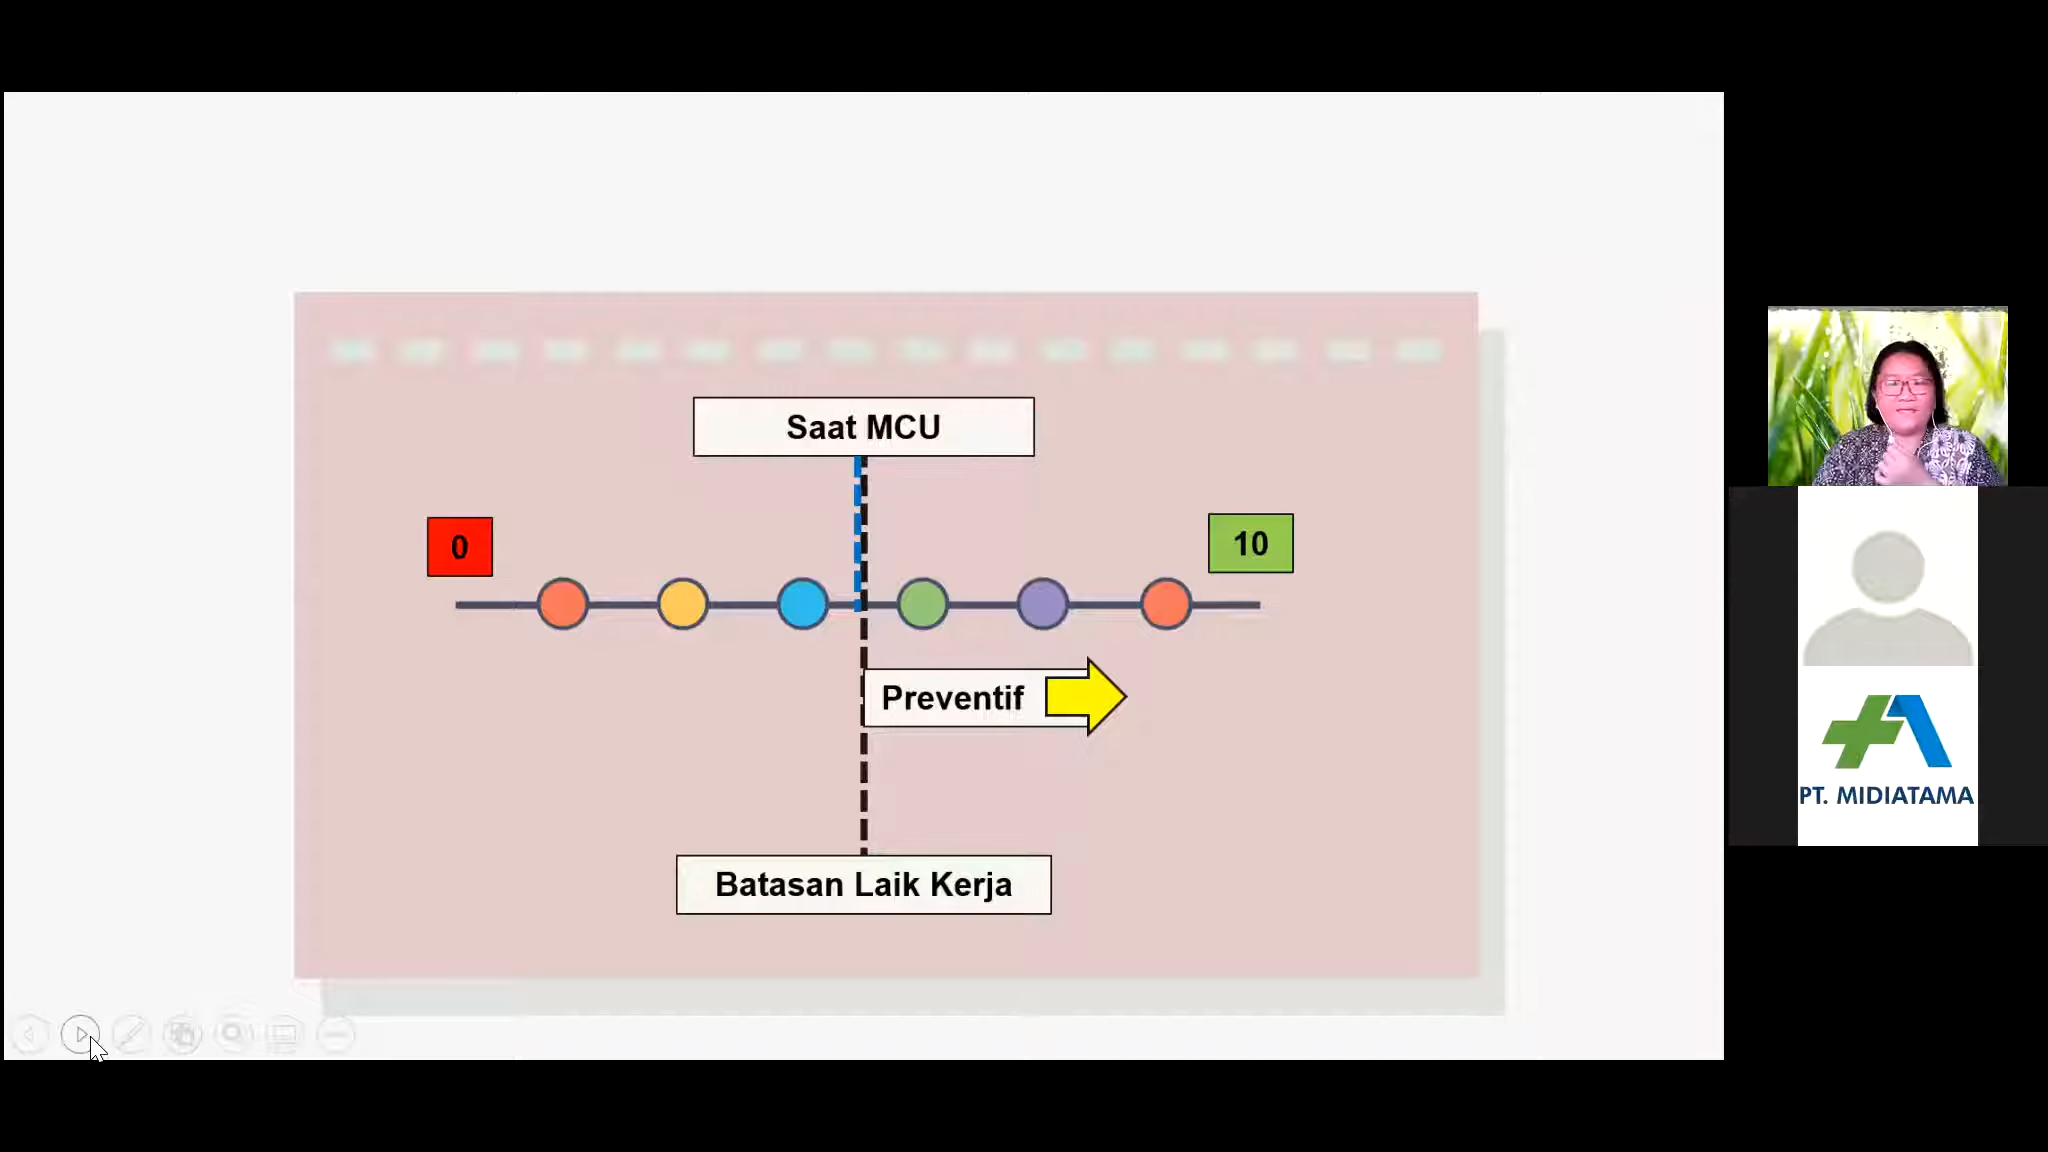 Saat MCU
0
10
Preventif
Batasan Laik Kerja
PT. MIDIATAMA